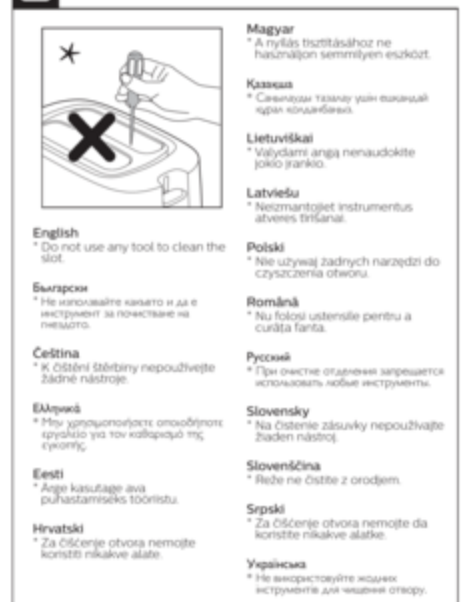 English
* Do not use any tool to clean the
slot.
Български
* Не използвайте какъвто и да е
инструмент за почистване на
гнездото.
Čeština
* K čištění štěrbiny nepoužívejte
žádné nástroje.
Ελληνικά
* Μην χρησιμοποιήσετε οποιοδήποτε
εργαλείο για τον καθαρισμό της
εγκοπής.
Eesti
* Ärge kasutage ava
puhastamiseks tööriistu.
Hrvatski
* Za čišćenje otvora nemojte
koristiti nikakve alate.
Magyar
* A nyílás tisztításához ne
használjon semmilyen eszközt.
Қазақша
* Саңылауды тазалау үшін ешқандай
құрал қолданбаңыз.
Lietuviškai
* Valydami angą nenaudokite
jokio įrankio.
Latviešu
* Neizmantojiet instrumentus
atveres tīrīšanai.
Polski
* Nie używaj żadnych narzędzi do
czyszczenia otworu.
Română
* Nu folosi ustensile pentru a
curăța fanta.
Русский
* При очистке отделения запрещается
использовать любые инструменты.
Slovensky
* Na čistenie zásuvky nepoužívajte
žiaden nástroj.
Slovenščina
* Reže ne čistite z orodjem.
Srpski
* Za čišćenje otvora nemojte da
koristite nikakve alatke.
Українська
* Не використовуйте жодних
інструментів для чищення отвору.